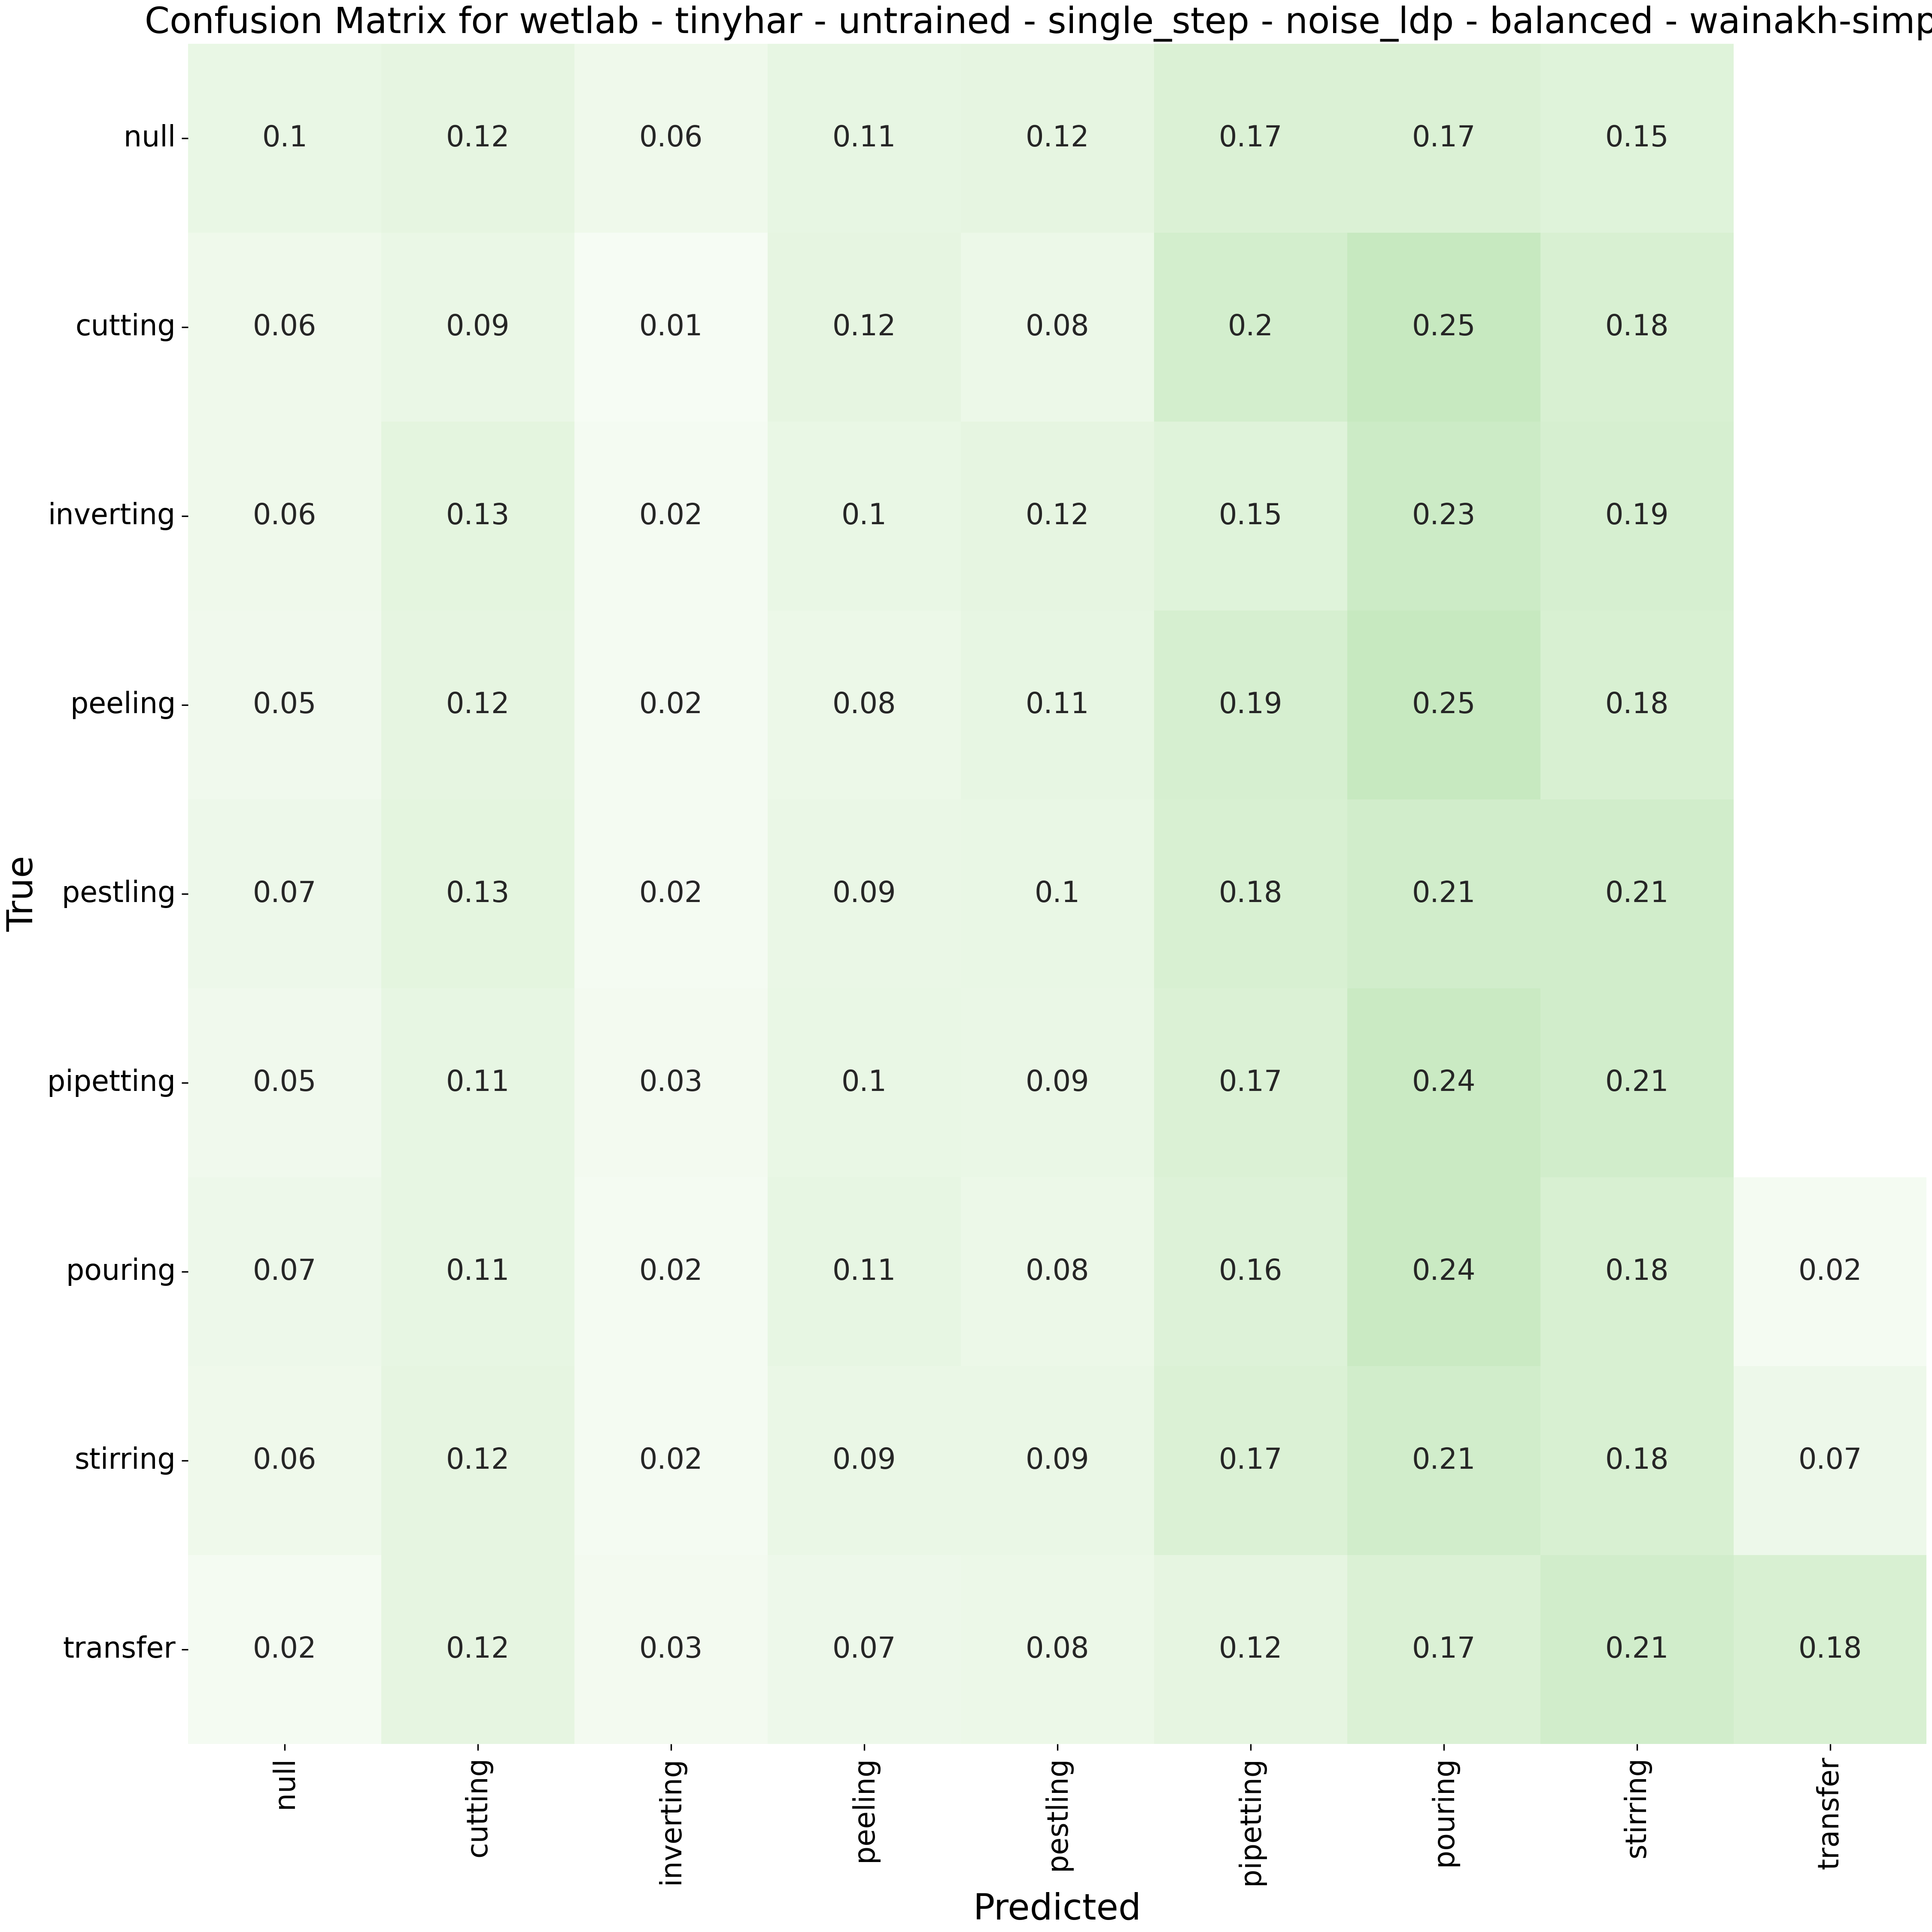 Confusion Matrix for wetlab - tinyhar - untrained - single_step - noise_ldp - balanced - wainakh-simp
null 0.1 0.12 0.06 0.11 0.12 0.17 0.17 0.15
cutting 0.06 0.09 0.01 0.12 0.08 0.2 0.25 0.18
inverting 0.06 0.13 0.02 0.1 0.12 0.15 0.23 0.19
peeling 0.05 0.12 0.02 0.08 0.11 0.19 0.25 0.18
pestling 0.07 0.13 0.02 0.09 0.1 0.18 0.21 0.21
pipetting 0.05 0.11 0.03 0.1 0.09 0.17 0.24 0.21
pouring 0.07 0.11 0.02 0.11 0.08 0.16 0.24 0.18 0.02
stirring 0.06 0.12 0.02 0.09 0.09 0.17 0.21 0.18 0.07
transfer 0.02 0.12 0.03 0.07 0.08 0.12 0.17 0.21 0.18
True
null cutting inverting peeling pestling pipetting pouring stirring transfer
Predicted